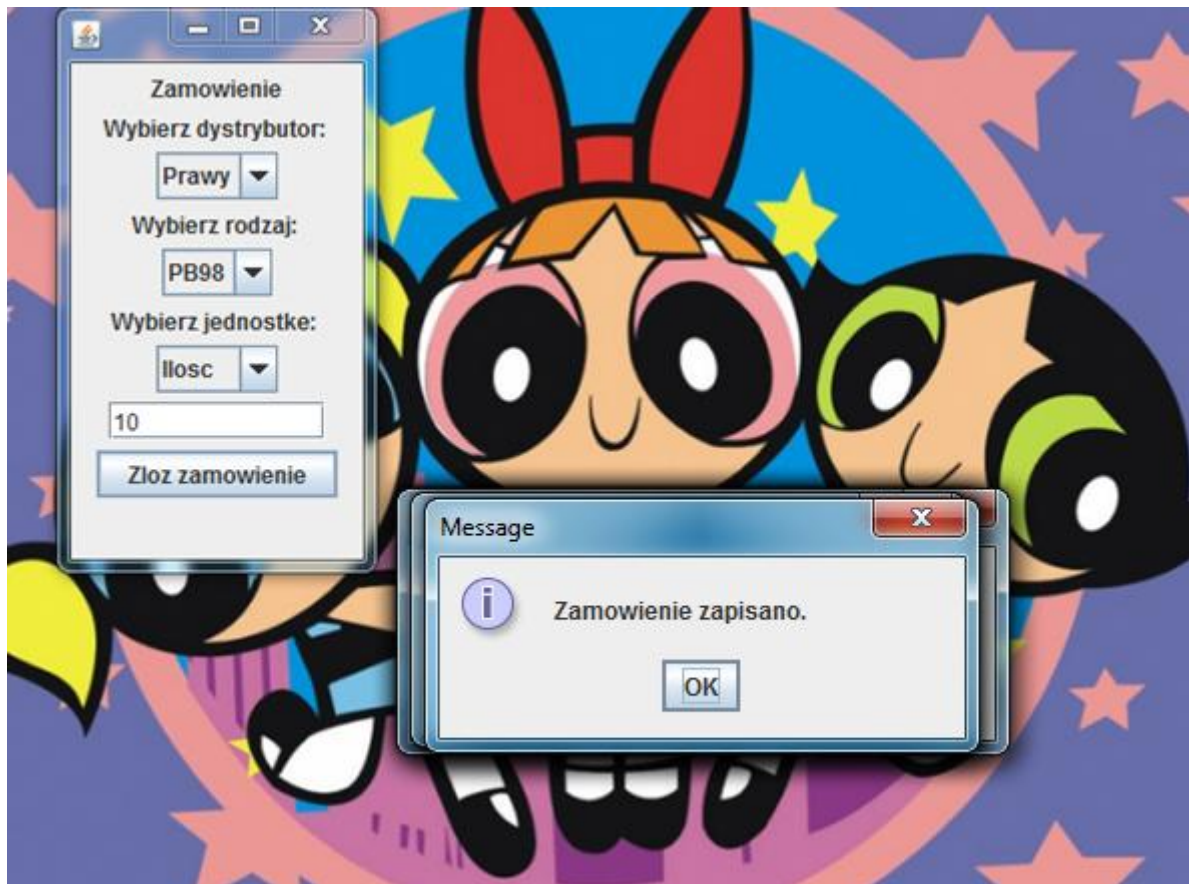 Zamowienie
Wybierz dystrybutor:
Prawy
Wybierz rodzaj:
PB98
Wybierz jednostke:
Ilosc
10
Zloz zamowienie
Message
Zamowienie zapisano.
OK